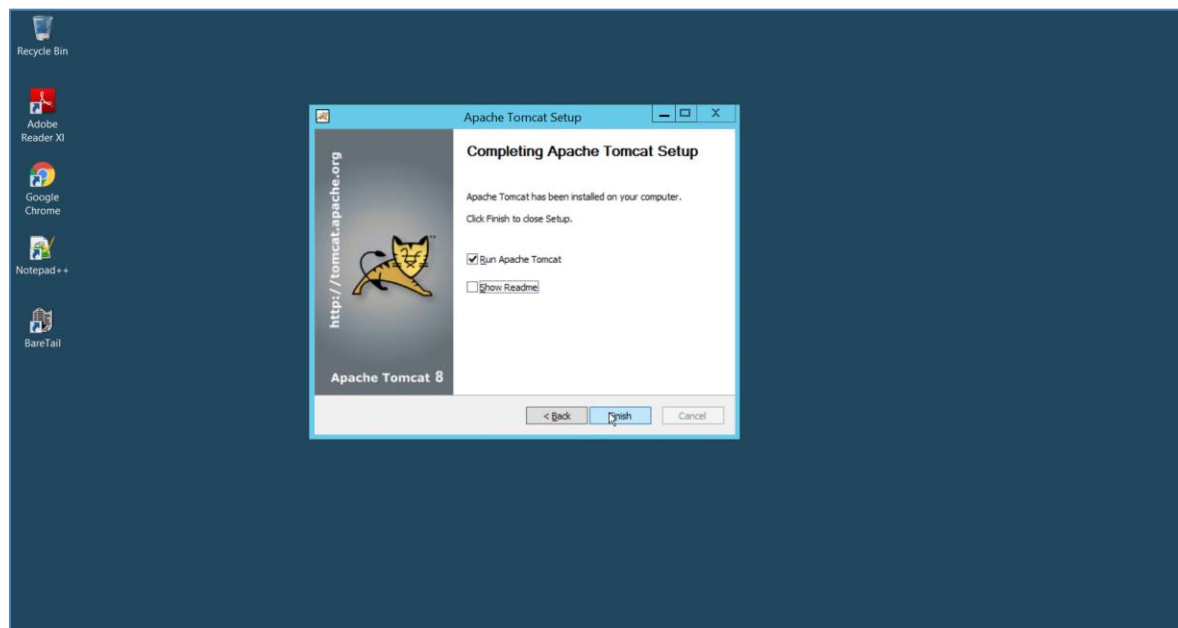 Recycle Bin
Adobe
Reader XI
Google
Chrome
Notepad++
BareTail
Apache Tomcat Setup
http://tomcat.apache.org
Apache Tomcat 8
Completing Apache Tomcat Setup
Apache Tomcat has been installed on your computer.
Click Finish to close Setup.
Run Apache Tomcat
Show Readme
< Back
Finish
Cancel